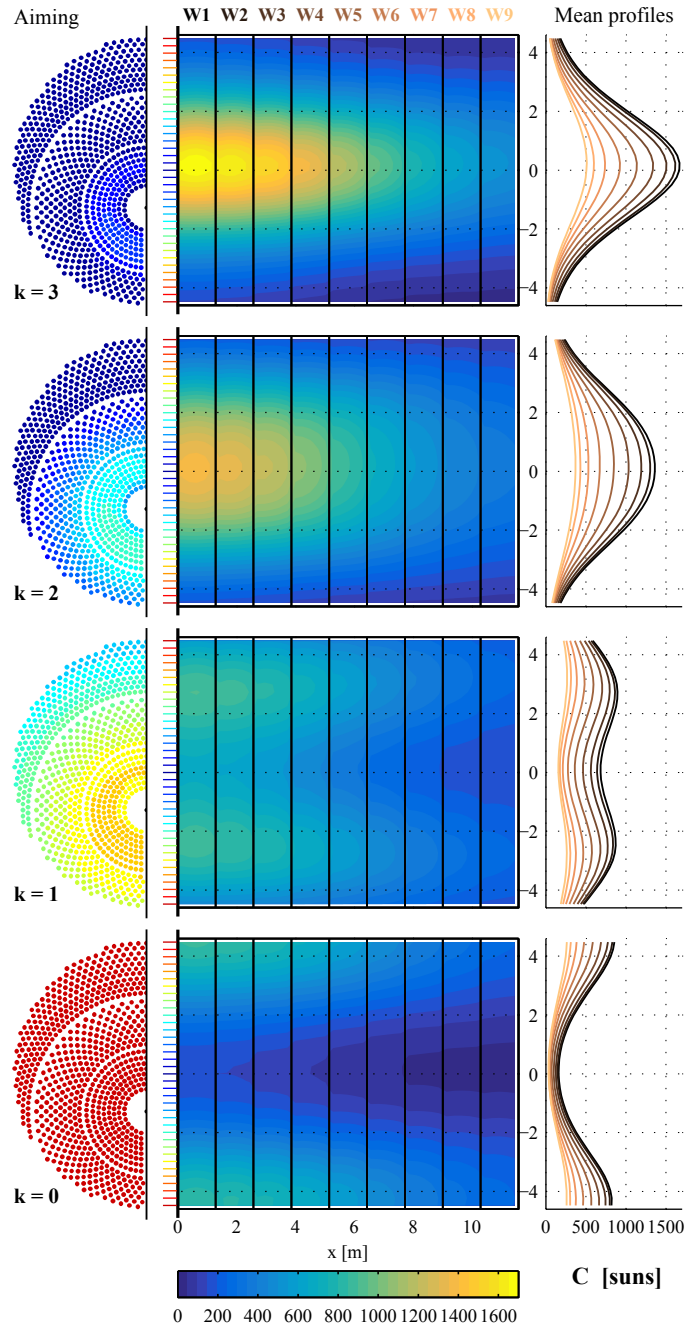 Aiming
W1 W2 W3 W4 W5 W6 W7 W8 W9
Mean profiles
4
2
0
−2
−4
k = 3
4
2
0
−2
−4
k = 2
4
2
0
−2
−4
k = 1
4
2
0
−2
−4
k = 0
0 2 4 6 8 10
x [m]
0 500 1000 1500
C [suns]
0 200 400 600 800 1000 1200 1400 1600